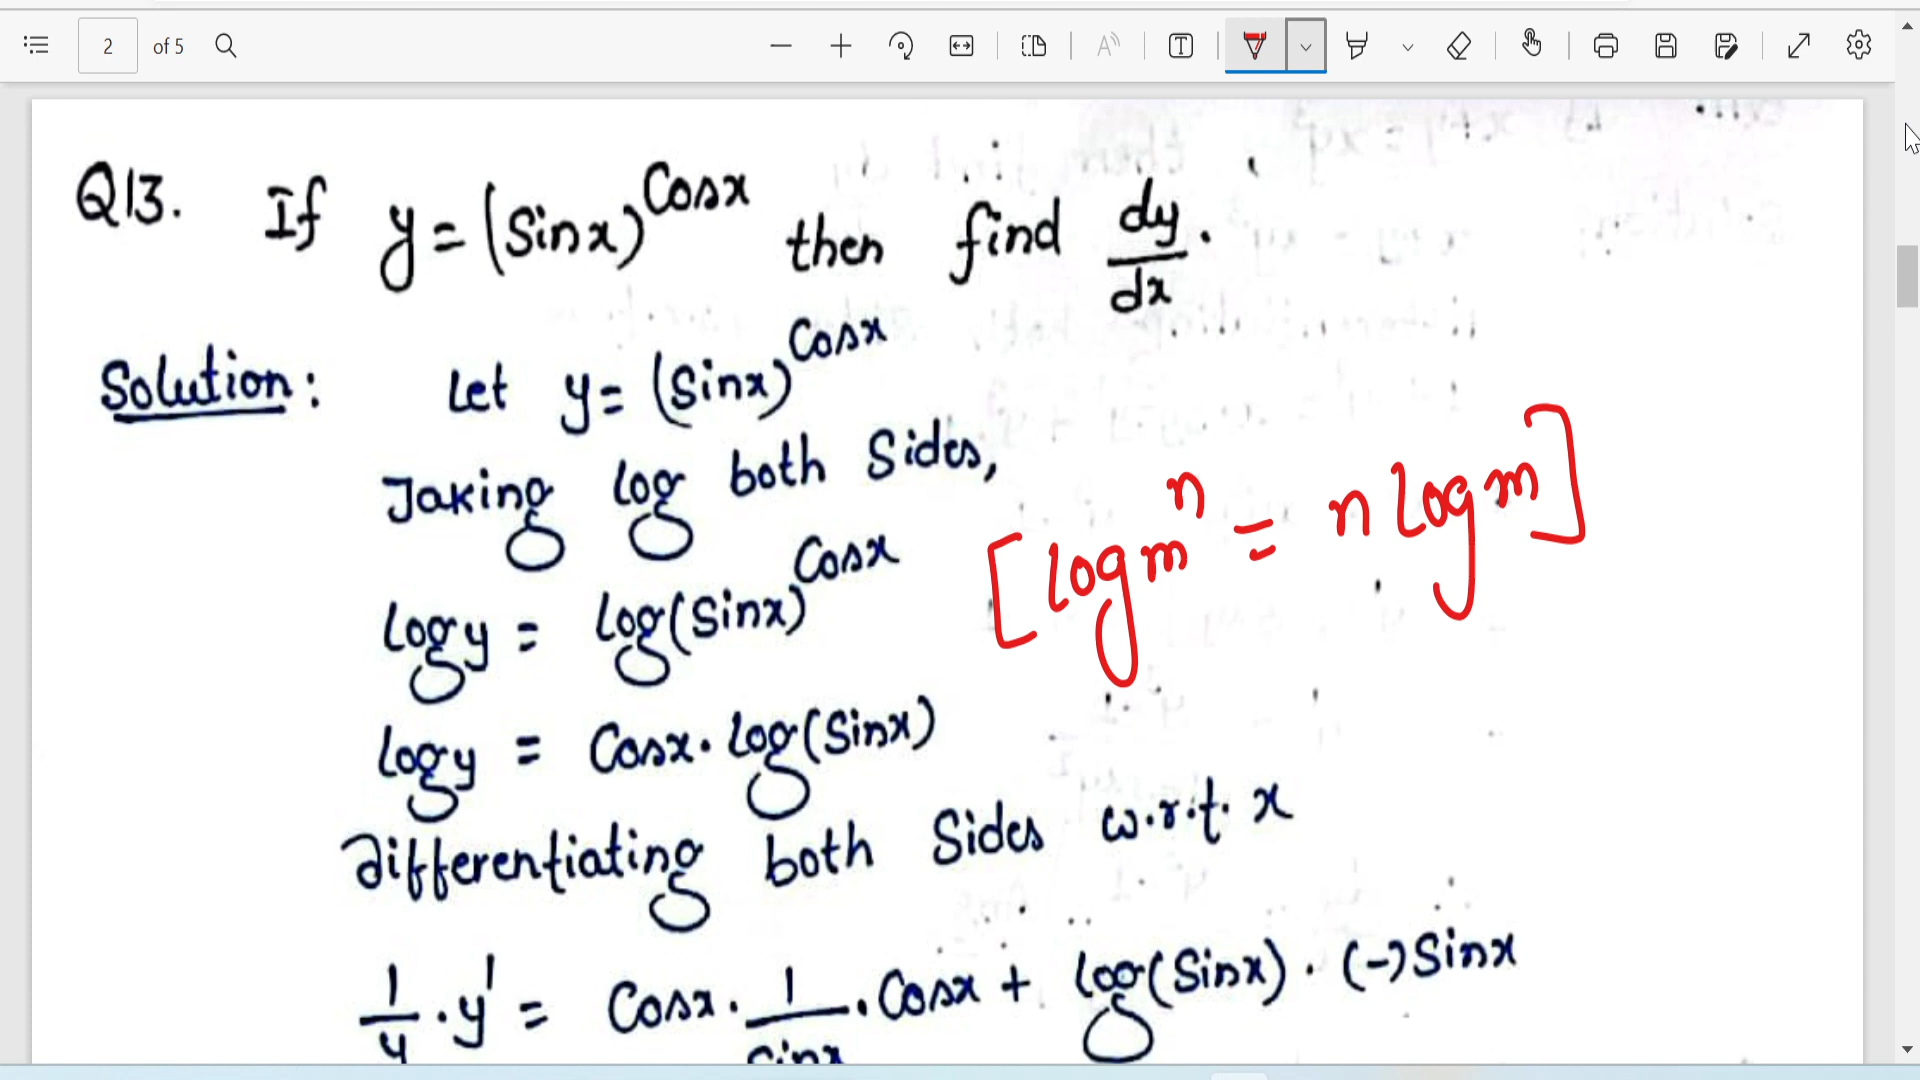 2 of 5
Q13. If y = (Sinx)^Cosx then find dy/dx.
Solution: Let y = (Sinx)^Cosx
Taking log both Sides,
[log m^n = n log m]
log y = log(Sinx)^Cosx
log y = Cosx . log(Sinx)
differentiating both Sides w.r.t. x
1/y . y' = Cosx . 1/sinx . Cosx + log(Sinx) . (-)Sinx